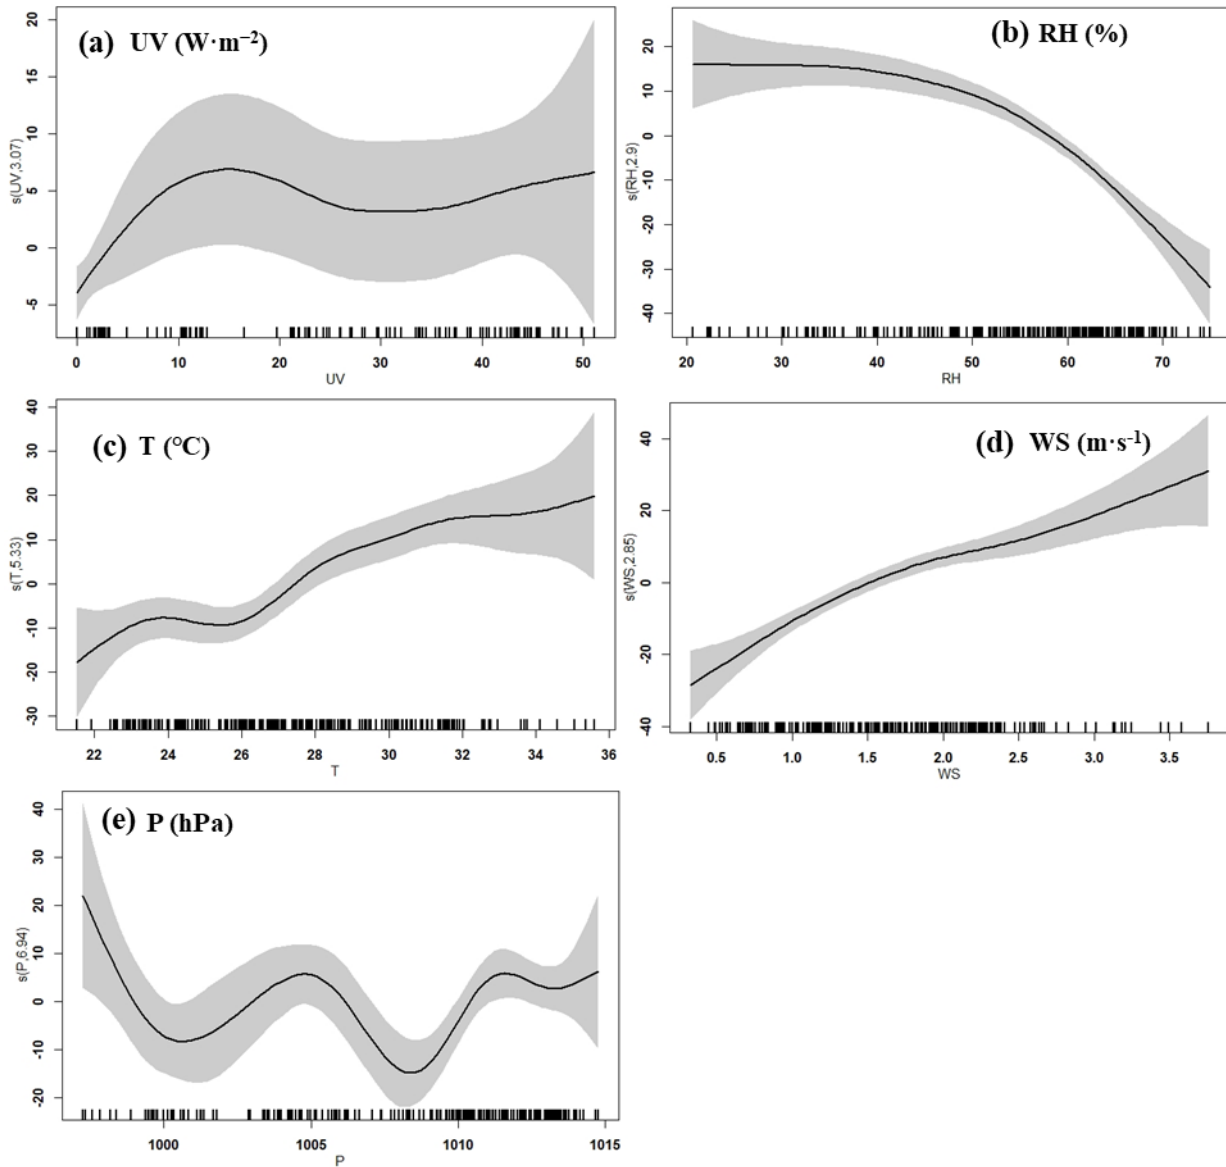 (a) UV (W·m⁻²)
s(UV,3.07)
20
15
10
5
0
-5
0 10 20 30 40 50
UV
(b) RH (%)
s(RH,2.9)
20
10
0
-10
-20
-30
-40
20 30 40 50 60 70
RH
(c) T (°C)
s(T,5.33)
40
30
20
10
0
-10
-20
-30
22 24 26 28 30 32 34 36
T
(d) WS (m·s⁻¹)
s(WS,2.85)
40
20
0
-20
-40
0.5 1.0 1.5 2.0 2.5 3.0 3.5
WS
(e) P (hPa)
s(P,6.94)
40
30
20
10
0
-10
-20
1000 1005 1010 1015
P